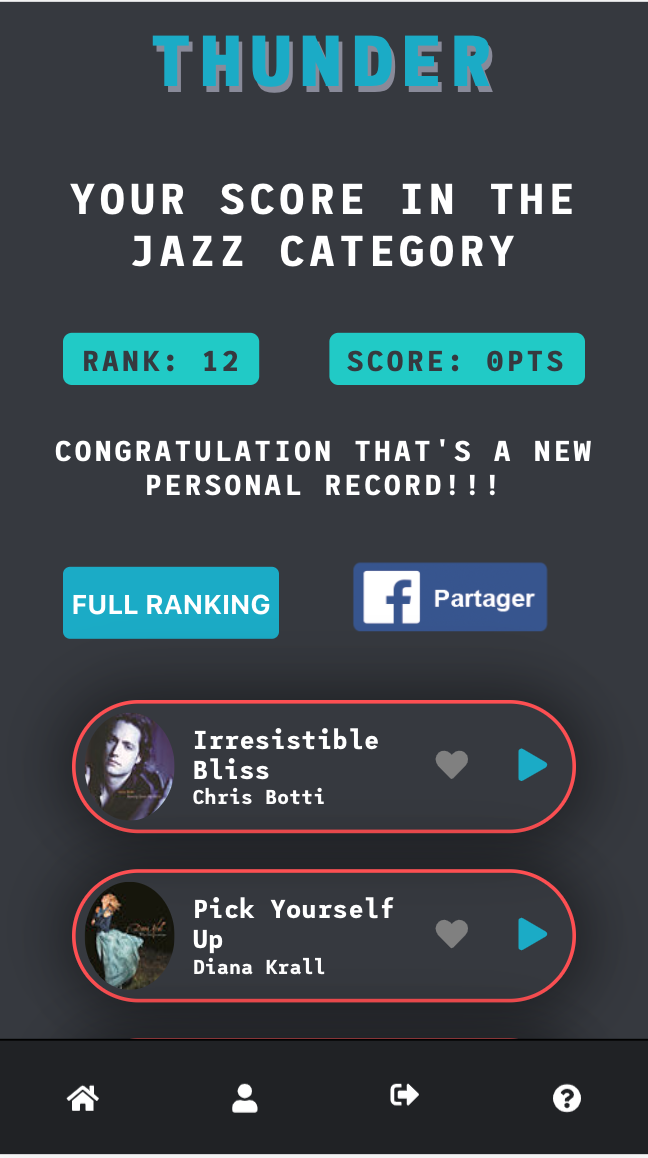 THUNDER
YOUR SCORE IN THE
JAZZ CATEGORY
RANK: 12
SCORE: 0PTS
CONGRATULATION THAT'S A NEW
PERSONAL RECORD!!!
FULL RANKING
Partager
Irresistible
Bliss
Chris Botti
Pick Yourself
Up
Diana Krall